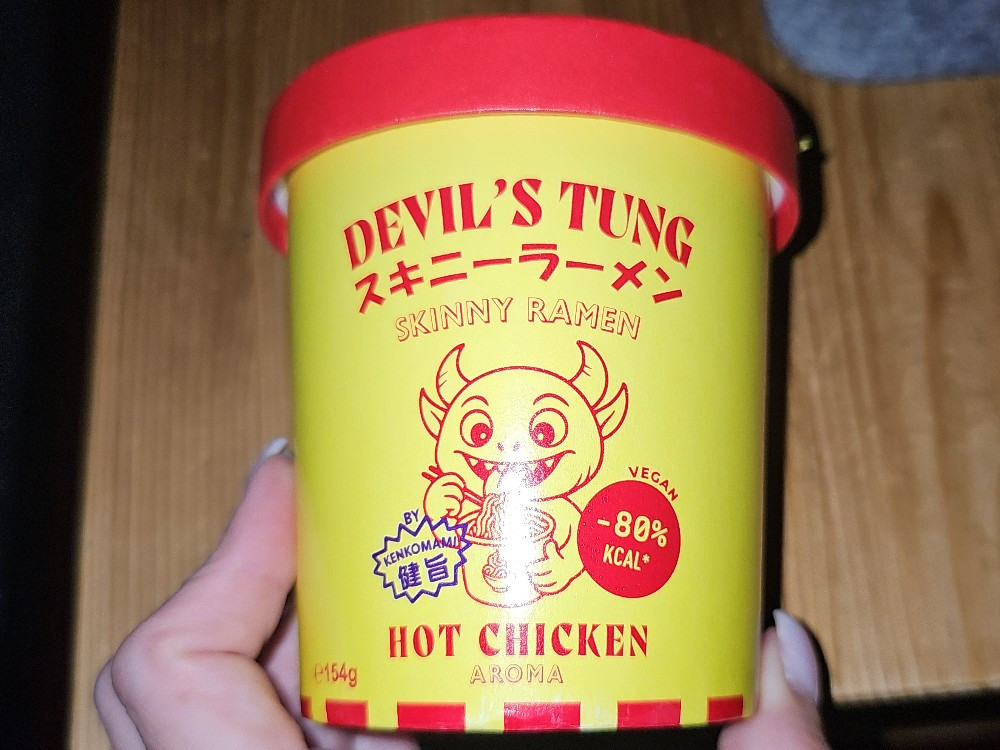 DEVIL'S TUNG
スキニーラーメン
SKINNY RAMEN
VEGAN
-80%
KCAL*
BY
KENKOMAMI
健旨
HOT CHICKEN
AROMA
℮154g